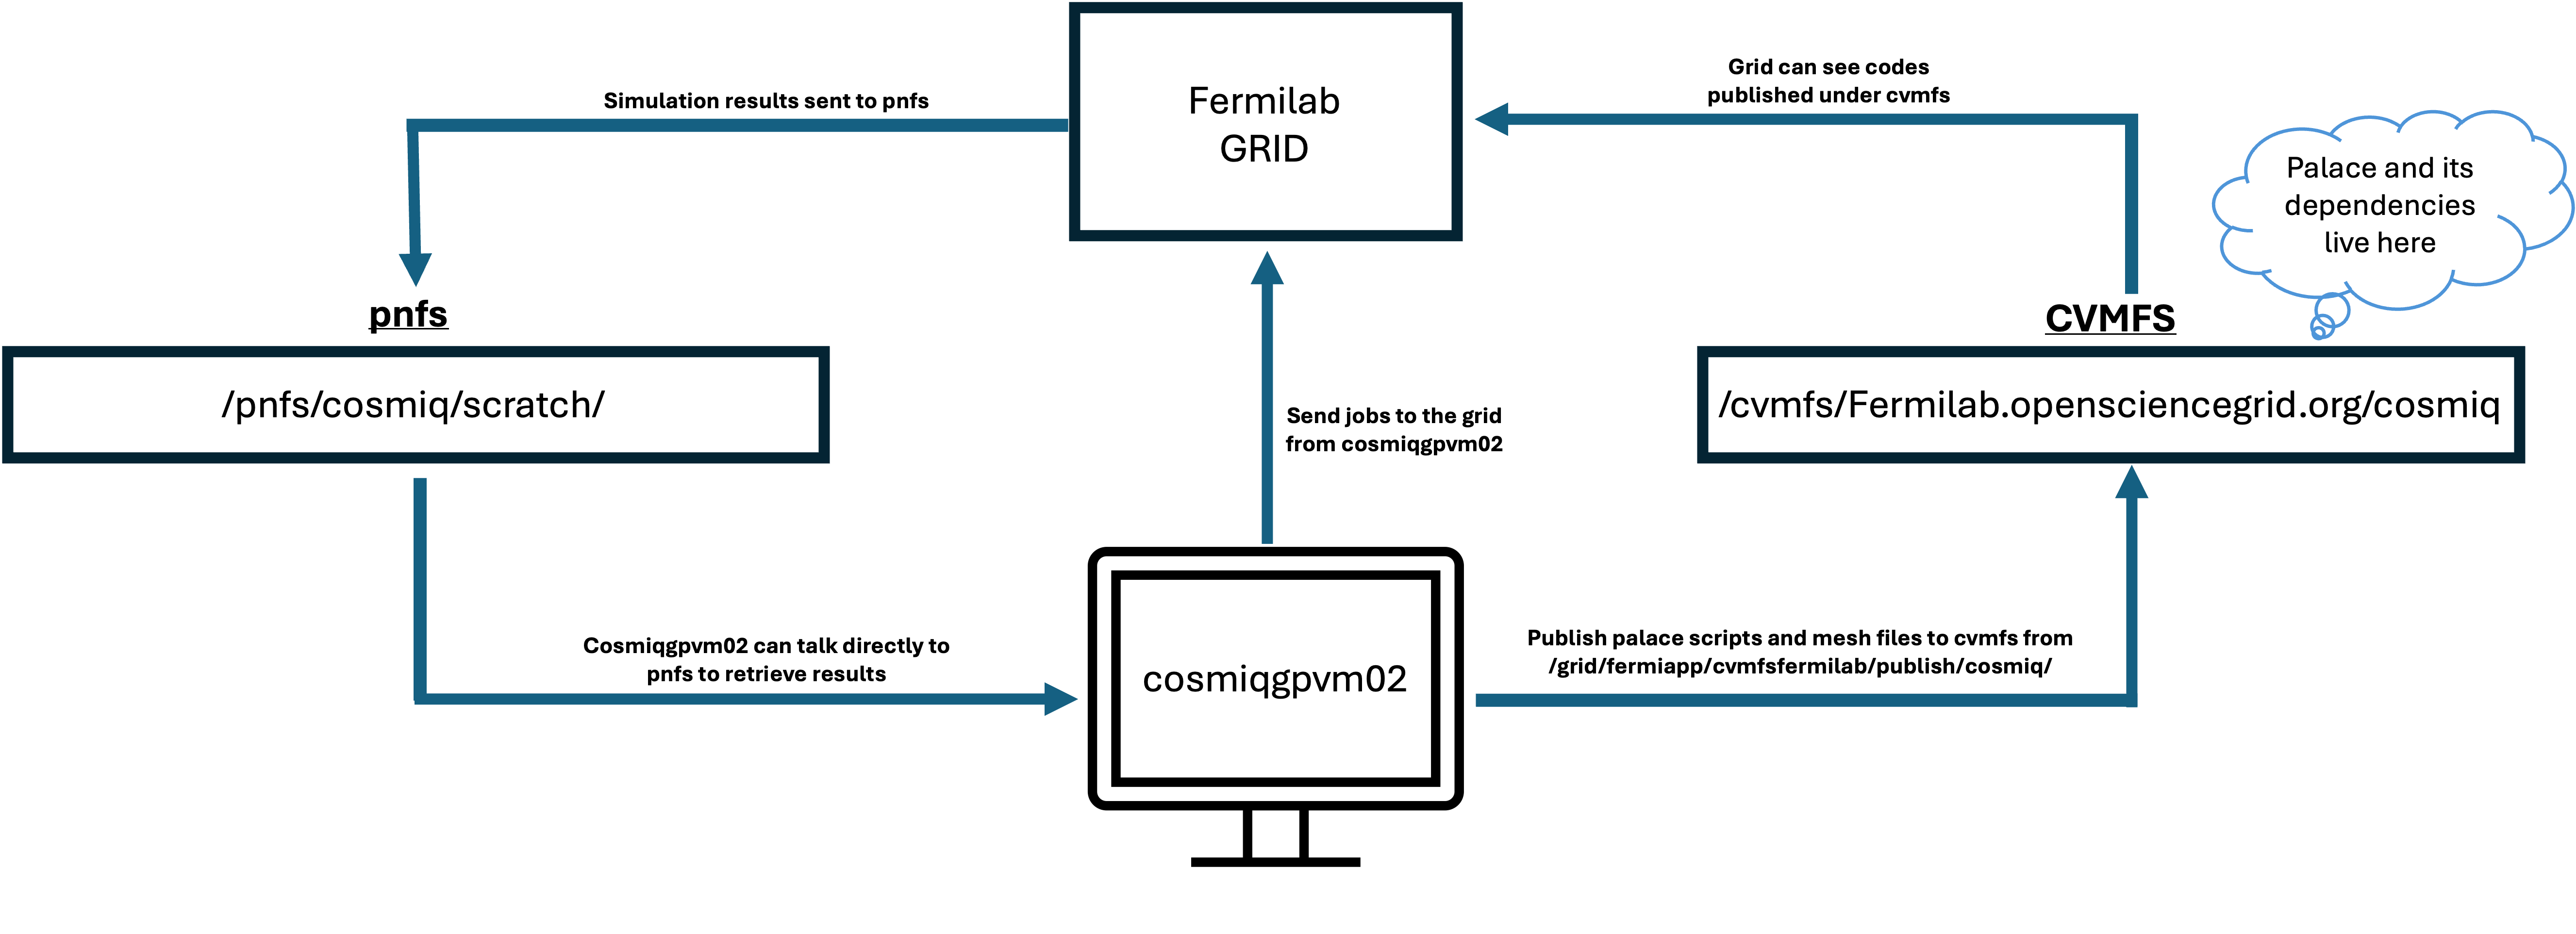 Fermilab
GRID
Simulation results sent to pnfs
Grid can see codes
published under cvmfs
Palace and its
dependencies
live here
pnfs
CVMFS
/pnfs/cosmiq/scratch/
/cvmfs/Fermilab.opensciencegrid.org/cosmiq
Send jobs to the grid
from cosmiqgpvm02
Cosmiqgpvm02 can talk directly to
pnfs to retrieve results
cosmiqgpvm02
Publish palace scripts and mesh files to cvmfs from
/grid/fermiapp/cvmfsfermilab/publish/cosmiq/